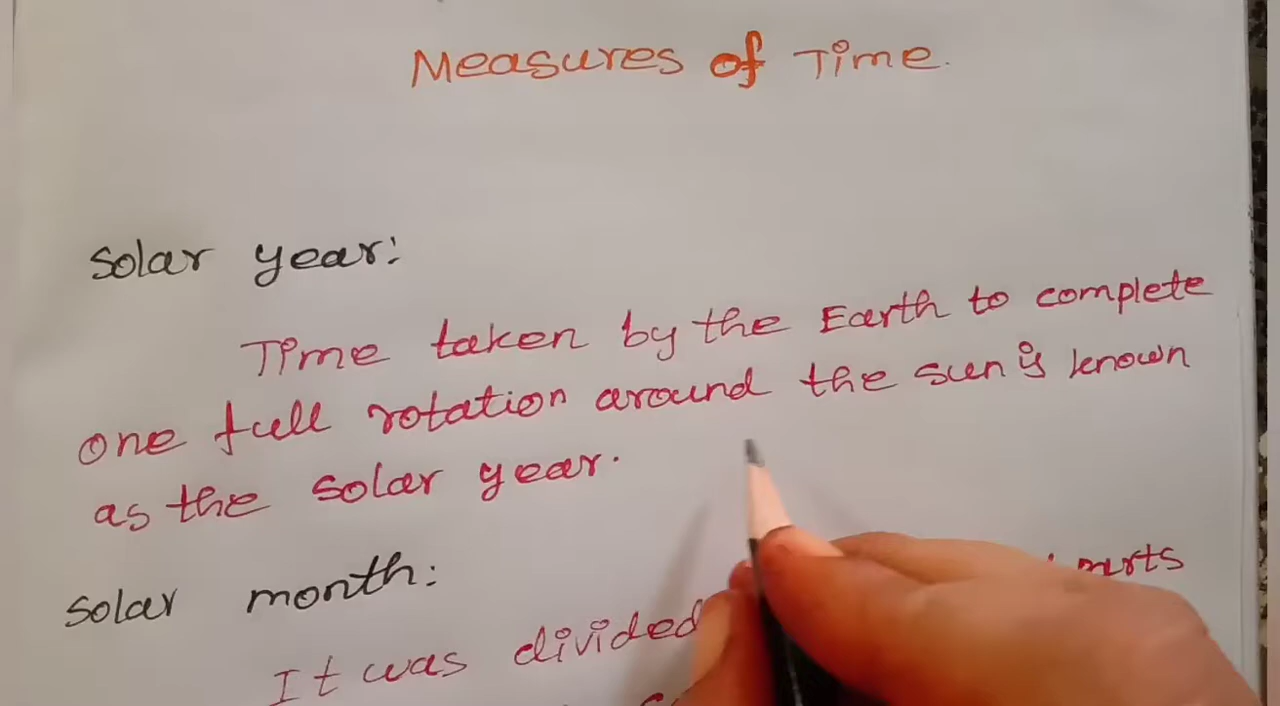 Measures of Time.
Solar year:
Time taken by the Earth to complete
one full rotation around the sun is known
as the solar year.
Solar month:
It was divided